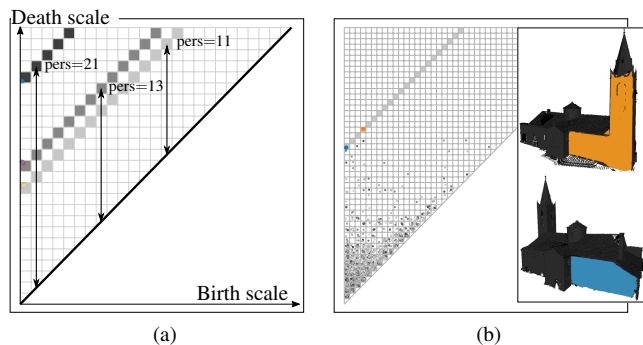 Death scale
pers=11
pers=21
pers=13
Birth scale
(a)
(b)